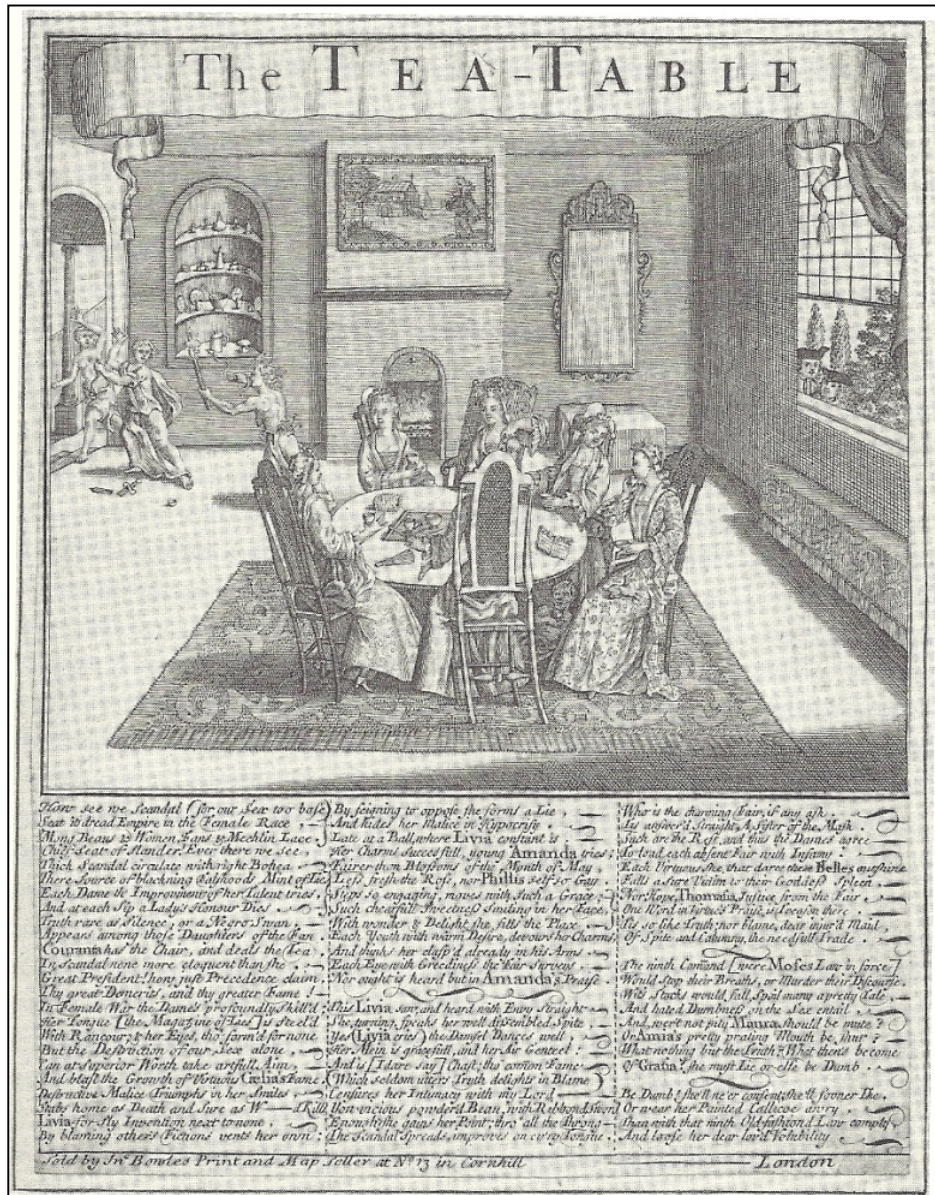 The TEA-TABLE
How see we Scandal (for our Sex too base)
Seat its dread Empire in the Female Race,
'Mong Beaus & Women, Fans & Mechlin Lace.
Chief Seat of Slander! Ever there we see
Thick Scandal circulate with right Bohea.
There Source of blackning Falshoods Mint of Lies
Each Dame th' Improvment of her Talent tries,
And at each Sip a Lady's Honour Dies.
Truth rare as Silence, or a Negro Swan,
Appears among those Daughters of the Fan.
Couranta has the Chair, and deals the Tea,
In Scandal none more eloquent than she,
Great President, how just Precedence claim
Thy great Demerits, and thy greater Fame!
In Female War the Dames profoundly skill'd;
Her Tongue [the Magazine of Lies] is steel'd
With Rancour, & her Eyes, tho' form'd for none
But the Destruction of our Sex alone,
Can at Superior Worth take artfull Aim,
And blast the Growth of Virtuous Cælia's Fame.
Destructive Malice Triumphs in her Smiles,
Stabs home as Death and Sure as W
Livia for Sly Invention next to none,
By blaming other's Fictions vents her own:
By feigning to oppose she forms a Lie,
And hides her Malice in Hypocrisy.
Late at a Ball, where Livia constant is
Her Charms Successfull, young Amanda tries;
Fairer than Blossoms of the Month of May,
Less fresh the Rose, nor Phillis self so Gay.
Steps so engaging, moves with Such a Grace,
Such chearfull Sweetness Smiling in her Face,
With wonder & Delight she fills the Place
Each Youth with warm Desire, devours her Charms,
And thinks her clasp'd already in his Arms
Each Eye with Greediness the Fair Surveys
Nor ought is heard but in Amanda's Praise.
This Livia saw, and heard with Envy Straight
She, turning, speaks her well dissembled Spite
Yes (Livia cries) the Damsel Dances well,
Her Mein is gracefull, and her Air Genteel:
And is [I dare say] Chast; tho' common Fame
(Which seldom utters Truth delights in Blame
Censures her Intimacy with my Lord
Yon vicious powder'd Beau, with Ribbond Sword
Enough she gains her Point; thro' all the Throng
The Scandal Spreads, improves on ev'ry Tongue.
Who is the charming Fair, if any ask,
Tis answer'd Straight, A Sister of the Mask.
Such are the Rest, and thus the Dames agree
To load each absent Fair with Infamy.
Each Virtuous She, that dares these Belles outshine
Falls a Sure Victim to their Goddess Spleen
Nor hope, Thomasia, Justice from the Fair
One Word in Virtue's Praise, is Treason there.
Tis so like Truth; nor blame, dear injur'd Maid,
Of Spite and Calumny, the needfull Trade.
The ninth Command [were Moses Law in force]
Would Stop their Breaths, or Murder their Discourse.
Wits Stocks would fall, Spoil many a pretty Tale
And hated Dumbness on the Sex entail
And, wer't not pity Maura should be mute?
Or Amia's pretty prating Mouth be shut?
What nothing but the Truth? What then's become
Of Grafia? she must Lie or else be Dumb.
Be Dumb! she'll ne'er consent, she'll sooner Die.
Or wear her Painted Callicoe awry,
Than with that ninth Old-fashiond Law comply
And loose her dear lov'd Volubility
Sold by Jno. Bowles Print and Map Seller at No. 13 in Cornhill London